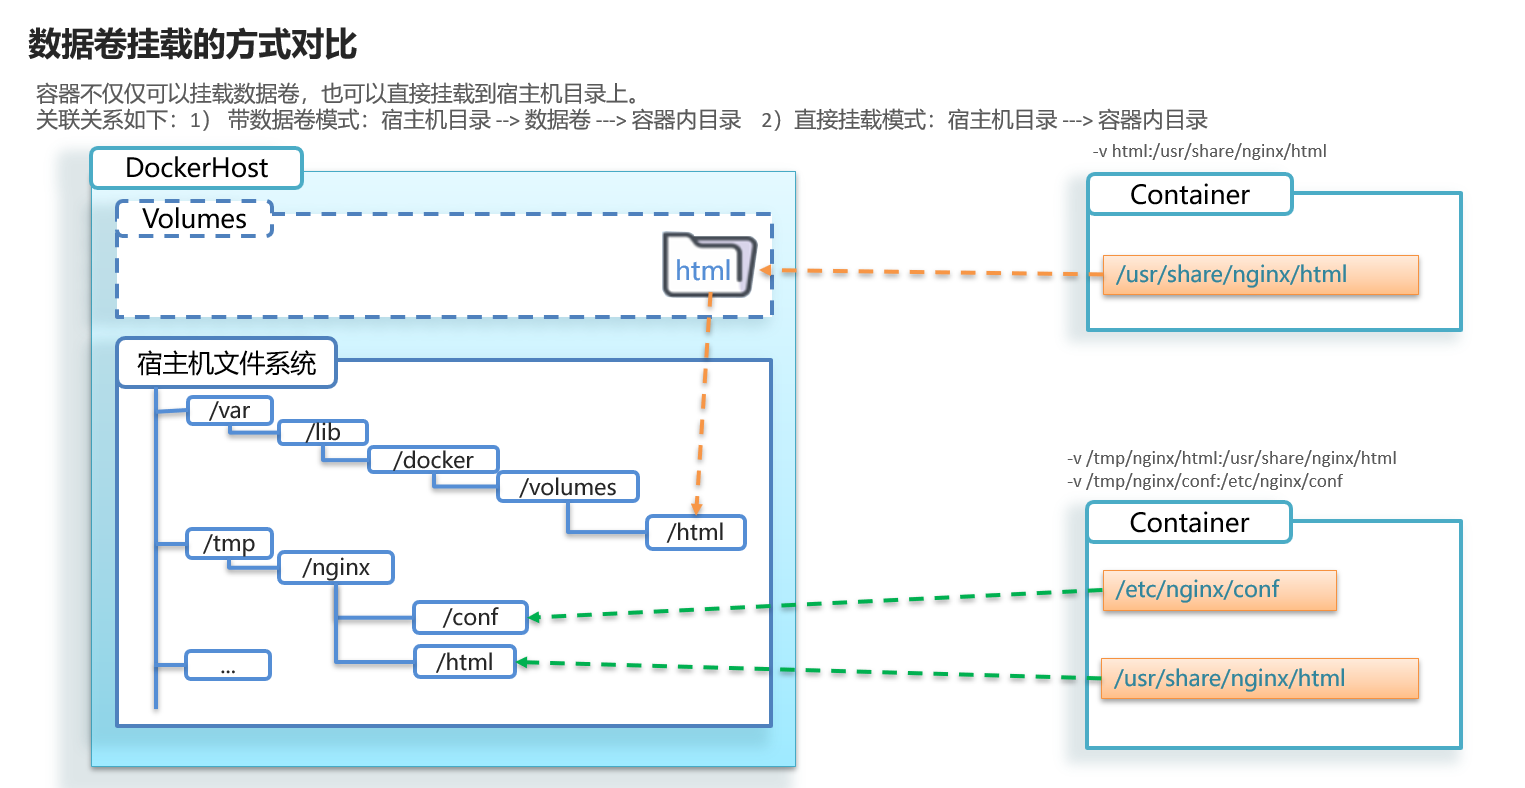 数据卷挂载的方式对比
容器不仅仅可以挂载数据卷，也可以直接挂载到宿主机目录上。
关联关系如下：1） 带数据卷模式：宿主机目录 --> 数据卷 ---> 容器内目录 2）直接挂载模式：宿主机目录 ---> 容器内目录
DockerHost
Volumes
html
宿主机文件系统
/var
/lib
/docker
/volumes
/html
/tmp
/nginx
/conf
/html
...
-v html:/usr/share/nginx/html
Container
/usr/share/nginx/html
-v /tmp/nginx/html:/usr/share/nginx/html
-v /tmp/nginx/conf:/etc/nginx/conf
Container
/etc/nginx/conf
/usr/share/nginx/html